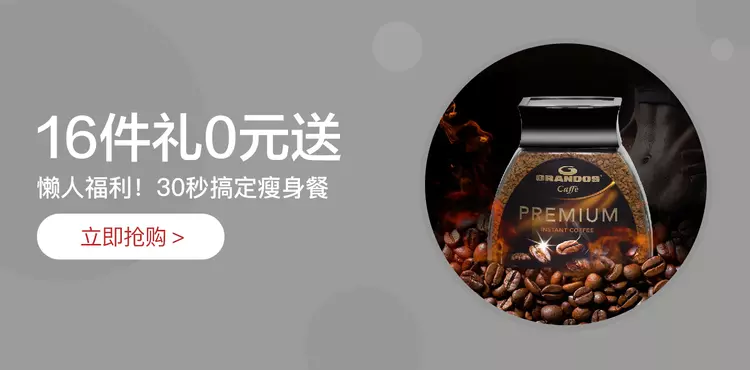 16件礼0元送
懒人福利！30秒搞定瘦身餐
立即抢购 >
G
GRANDOS
Caffè
PREMIUM
INSTANT COFFEE